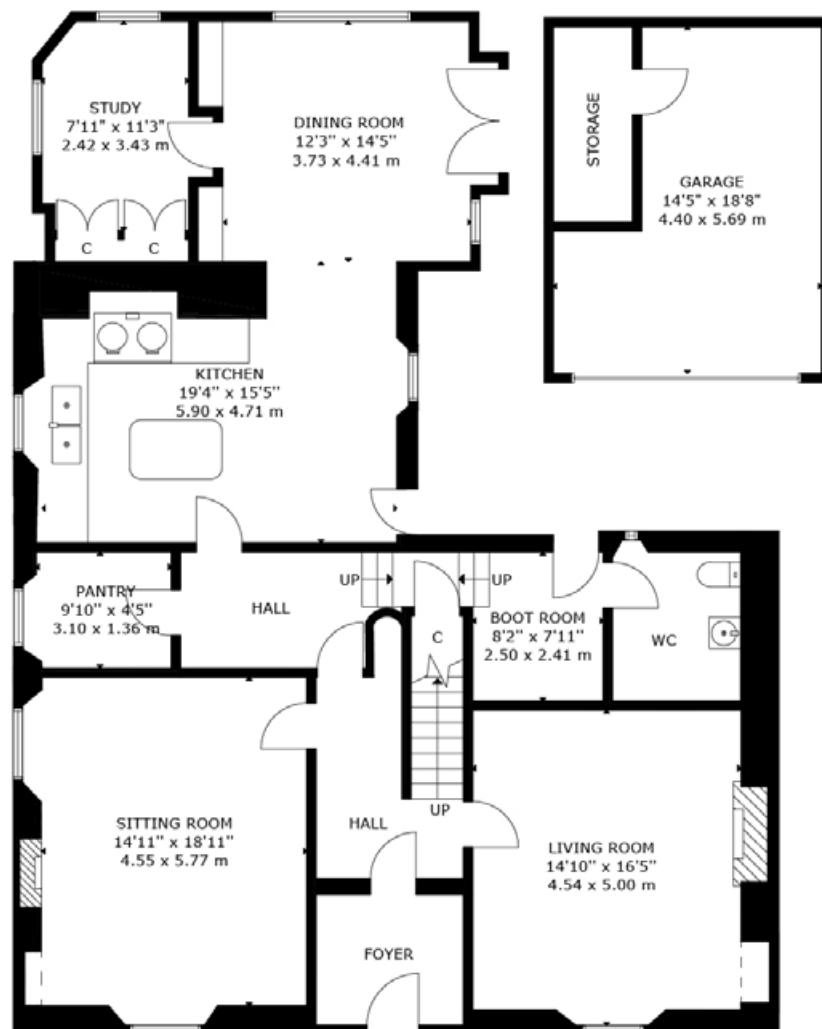 STUDY
7'11" x 11'3"
2.42 x 3.43 m
C
C
DINING ROOM
12'3" x 14'5"
3.73 x 4.41 m
STORAGE
GARAGE
14'5" x 18'8"
4.40 x 5.69 m
KITCHEN
19'4" x 15'5"
5.90 x 4.71 m
PANTRY
9'10" x 4'5"
3.10 x 1.36 m
HALL
UP
UP
C
BOOT ROOM
8'2" x 7'11"
2.50 x 2.41 m
WC
SITTING ROOM
14'11" x 18'11"
4.55 x 5.77 m
HALL
UP
LIVING ROOM
14'10" x 16'5"
4.54 x 5.00 m
FOYER